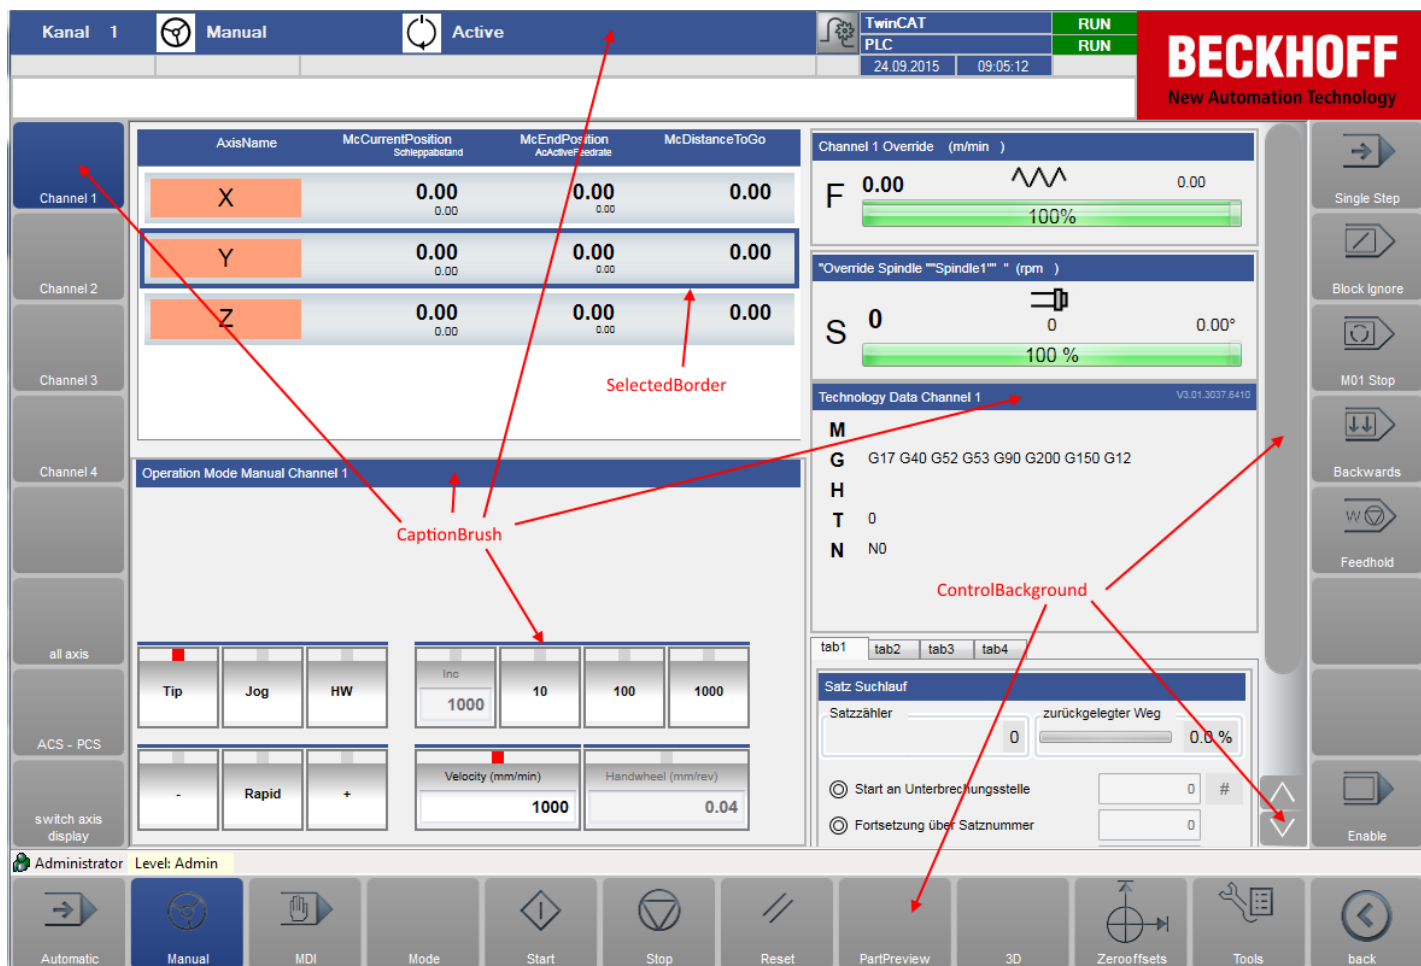 Kanal 1
Manual
Active
TwinCAT RUN
PLC RUN
24.09.2015 09:05:12
BECKHOFF
New Automation Technology
Channel 1
Channel 2
Channel 3
Channel 4
all axis
ACS - PCS
switch axis
display
AxisName McCurrentPosition McEndPosition McDistanceToGo
Schleppabstand AcActiveFeedrate
X 0.00 0.00 0.00
0.00 0.00
Y 0.00 0.00 0.00
0.00 0.00
Z 0.00 0.00 0.00
0.00 0.00
SelectedBorder
Operation Mode Manual Channel 1
CaptionBrush
Tip Jog HW
Inc
1000
10 100 1000
- Rapid +
Velocity (mm/min)
1000
Handwheel (mm/rev)
0.04
Channel 1 Override (m/min )
F 0.00 0.00
100%
"Override Spindle ""Spindle1"" " (rpm )
S 0 0 0.00°
100 %
Technology Data Channel 1 V3.01.3037.6410
M
G G17 G40 G52 G53 G90 G200 G150 G12
H
T 0
N N0
ControlBackground
tab1 tab2 tab3 tab4
Satz Suchlauf
Satzzähler zurückgelegter Weg
0 0.0 %
Start an Unterbrechungsstelle 0 #
Fortsetzung über Satznummer 0
Single Step
Block Ignore
M01 Stop
Backwards
W
Feedhold
Enable
Administrator Level: Admin
Automatic Manual MDI Mode Start Stop Reset PartPreview 3D Zerooffsets Tools back